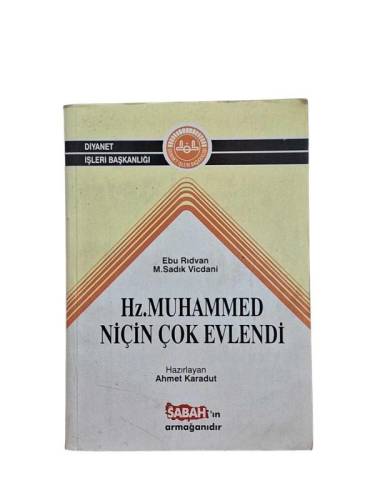 DİYANET
İŞLERİ BAŞKANLIĞI
Ebu Rıdvan
M.Sadık Vicdani
Hz.MUHAMMED
NİÇİN ÇOK EVLENDİ
Hazırlayan
Ahmet Karadut
SABAH'ın
armağanıdır